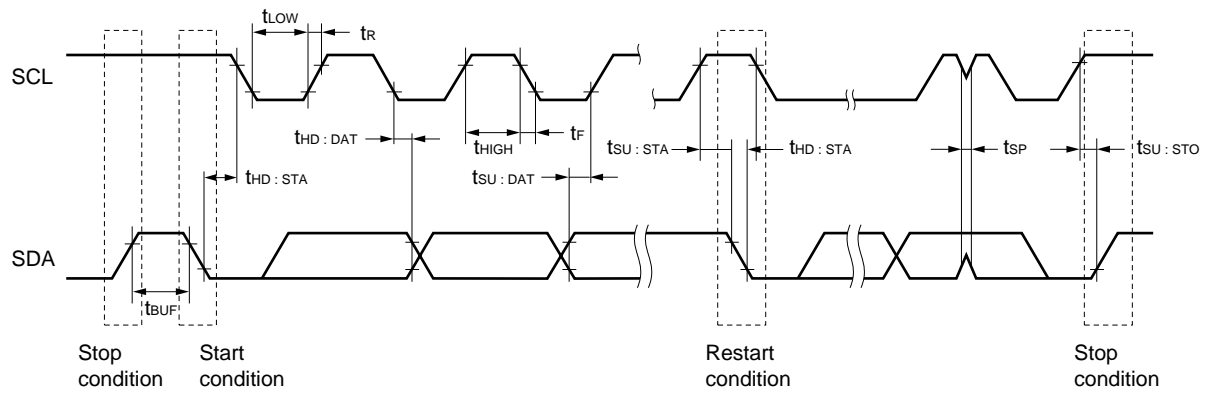 tLOW
tR
SCL
tHD : DAT
tHIGH
tF
tSU : STA
tHD : STA
tSP
tSU : STO
tHD : STA
tSU : DAT
SDA
tBUF
Stop
condition
Start
condition
Restart
condition
Stop
condition